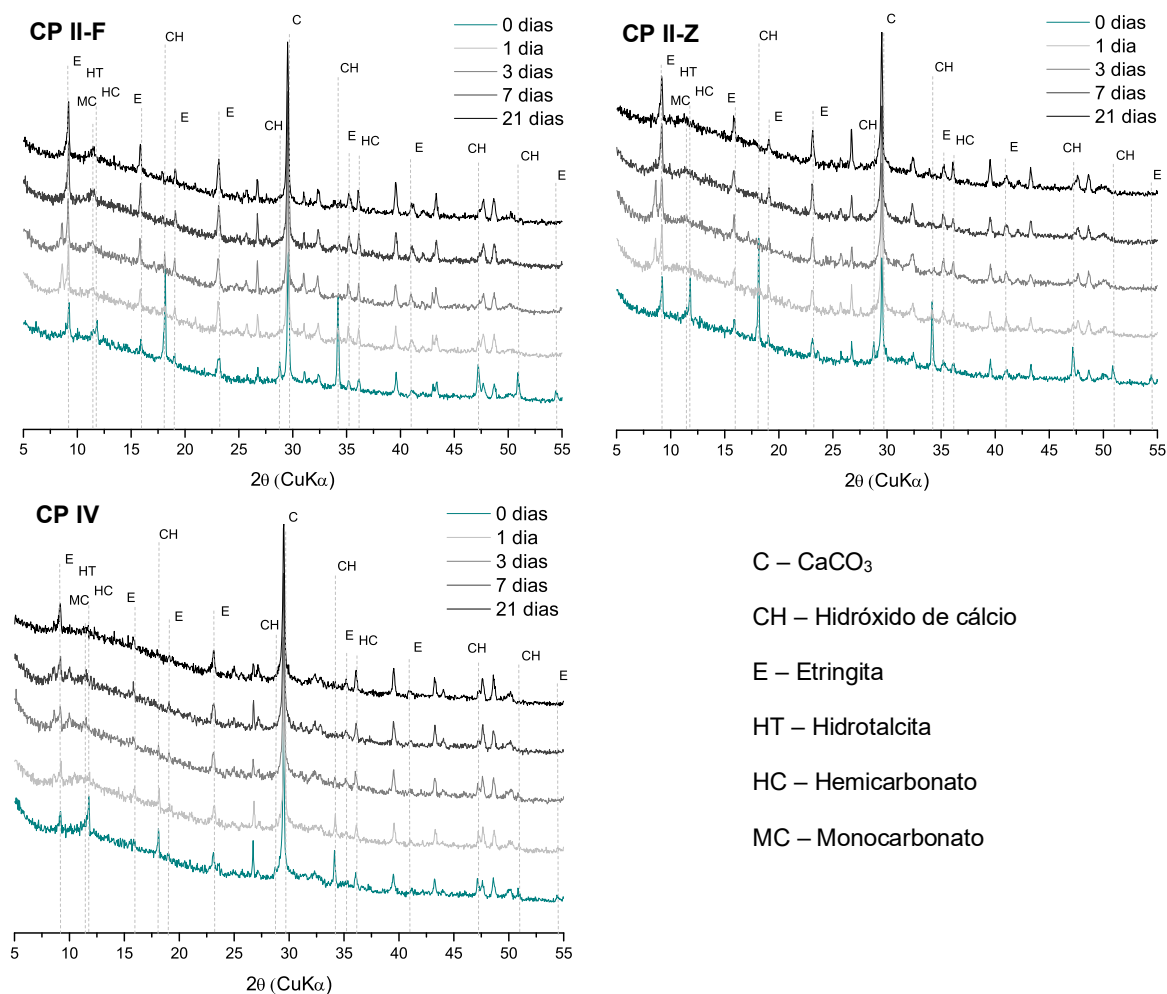 CP II-F
C
0 dias
1 dia
3 dias
7 dias
21 dias
CH
E
HT
MC
HC
E
E
E
CH
CH
E
HC
E
CH
CH
E
5 10 15 20 25 30 35 40 45 50 55
2θ (CuKα)
CP II-Z
C
0 dias
1 dia
3 dias
7 dias
21 dias
CH
E
HT
MC
HC
E
E
E
CH
CH
E
HC
E
CH
CH
E
5 10 15 20 25 30 35 40 45 50 55
2θ (CuKα)
CP IV
C
0 dias
1 dia
3 dias
7 dias
21 dias
CH
E
HT
MC
HC
E
E
E
CH
CH
E
HC
E
CH
CH
E
5 10 15 20 25 30 35 40 45 50 55
2θ (CuKα)
C – CaCO₃
CH – Hidróxido de cálcio
E – Etringita
HT – Hidrotalcita
HC – Hemicarbonato
MC – Monocarbonato